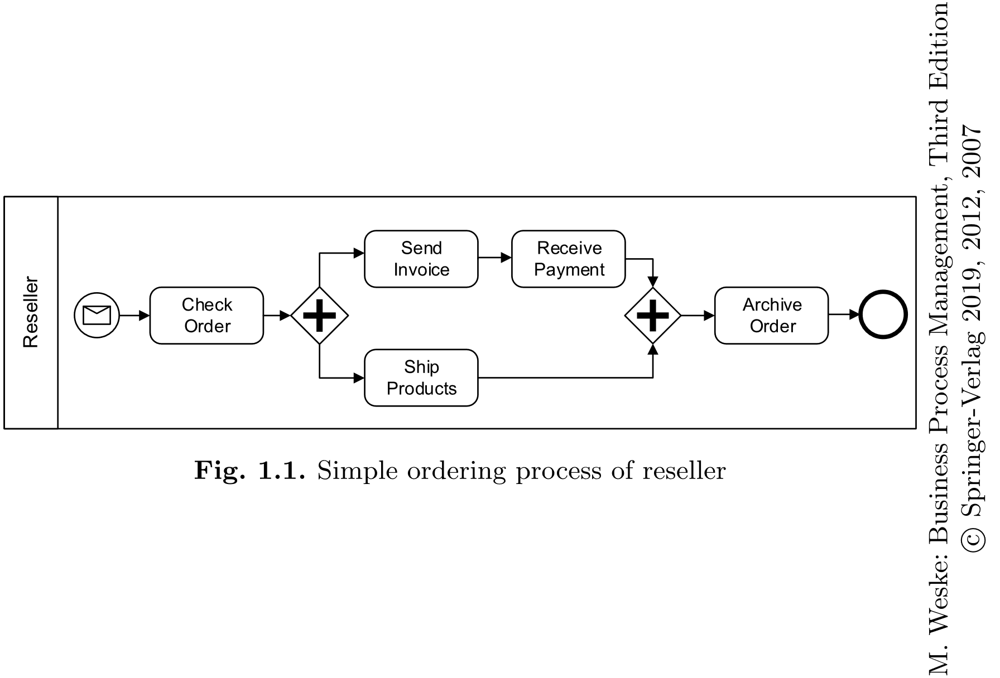 Reseller
Check
Order
Send
Invoice
Receive
Payment
Ship
Products
Archive
Order
Fig. 1.1. Simple ordering process of reseller
M. Weske: Business Process Management, Third Edition
© Springer-Verlag 2019, 2012, 2007